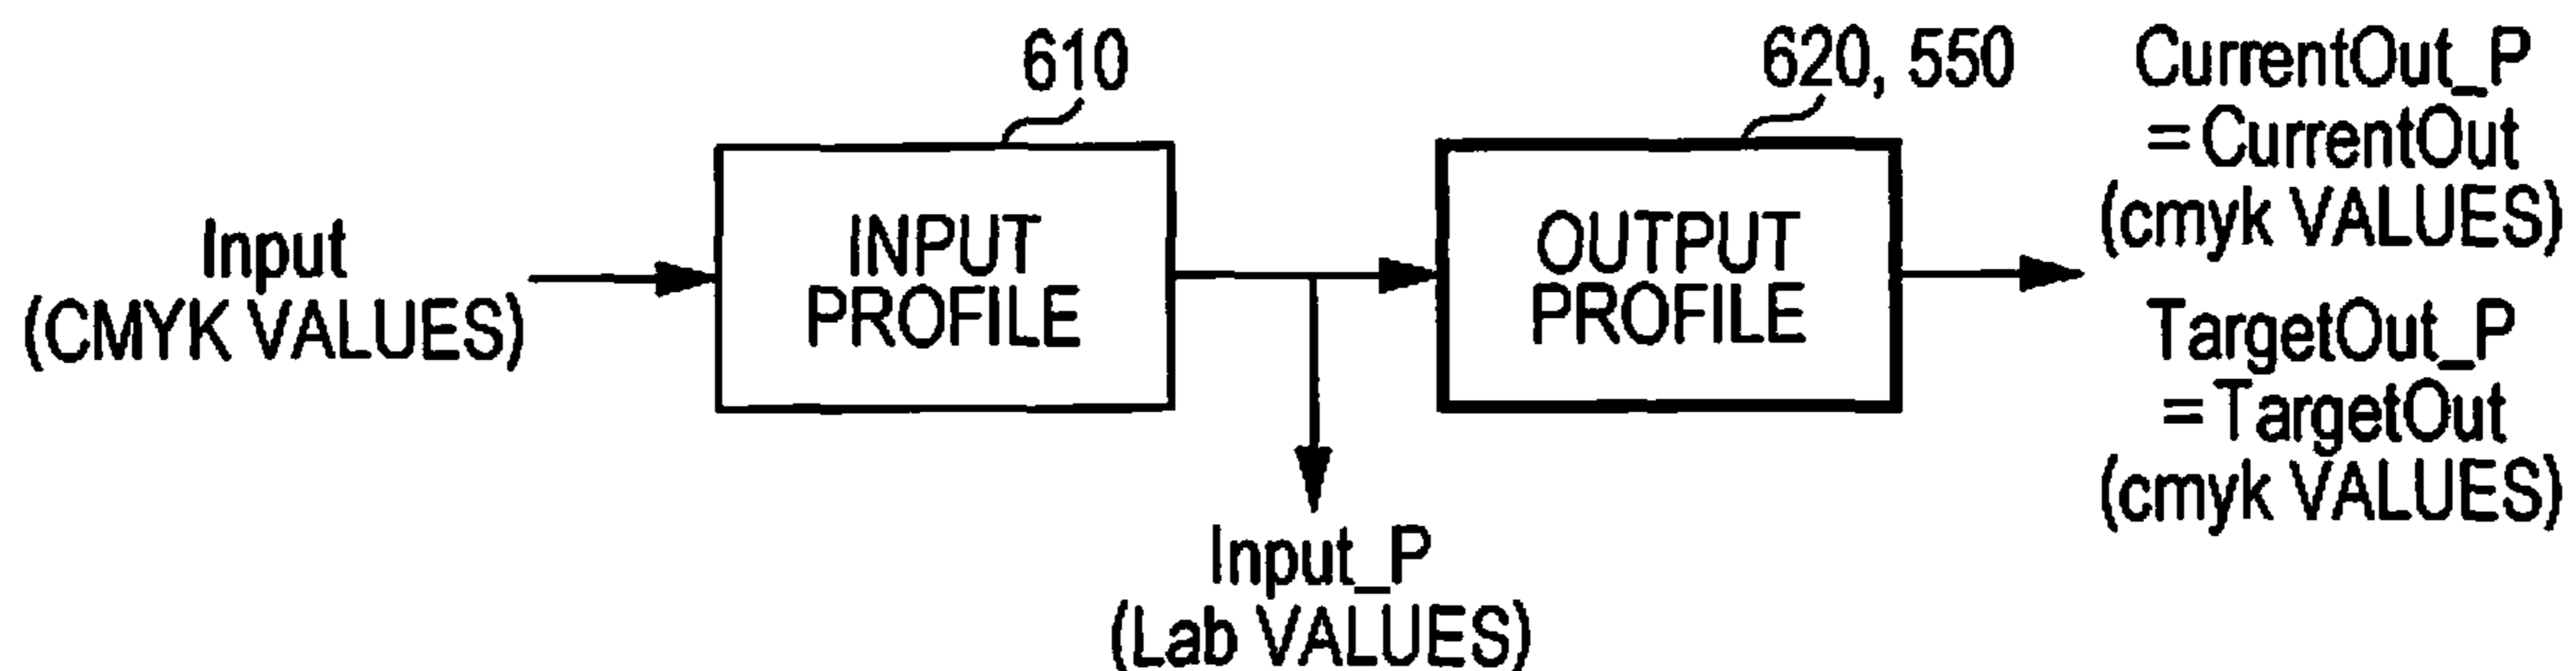 610
620, 550
Input
(CMYK VALUES)
INPUT
PROFILE
OUTPUT
PROFILE
CurrentOut_P
=CurrentOut
(cmyk VALUES)
TargetOut_P
=TargetOut
(cmyk VALUES)
Input_P
(Lab VALUES)